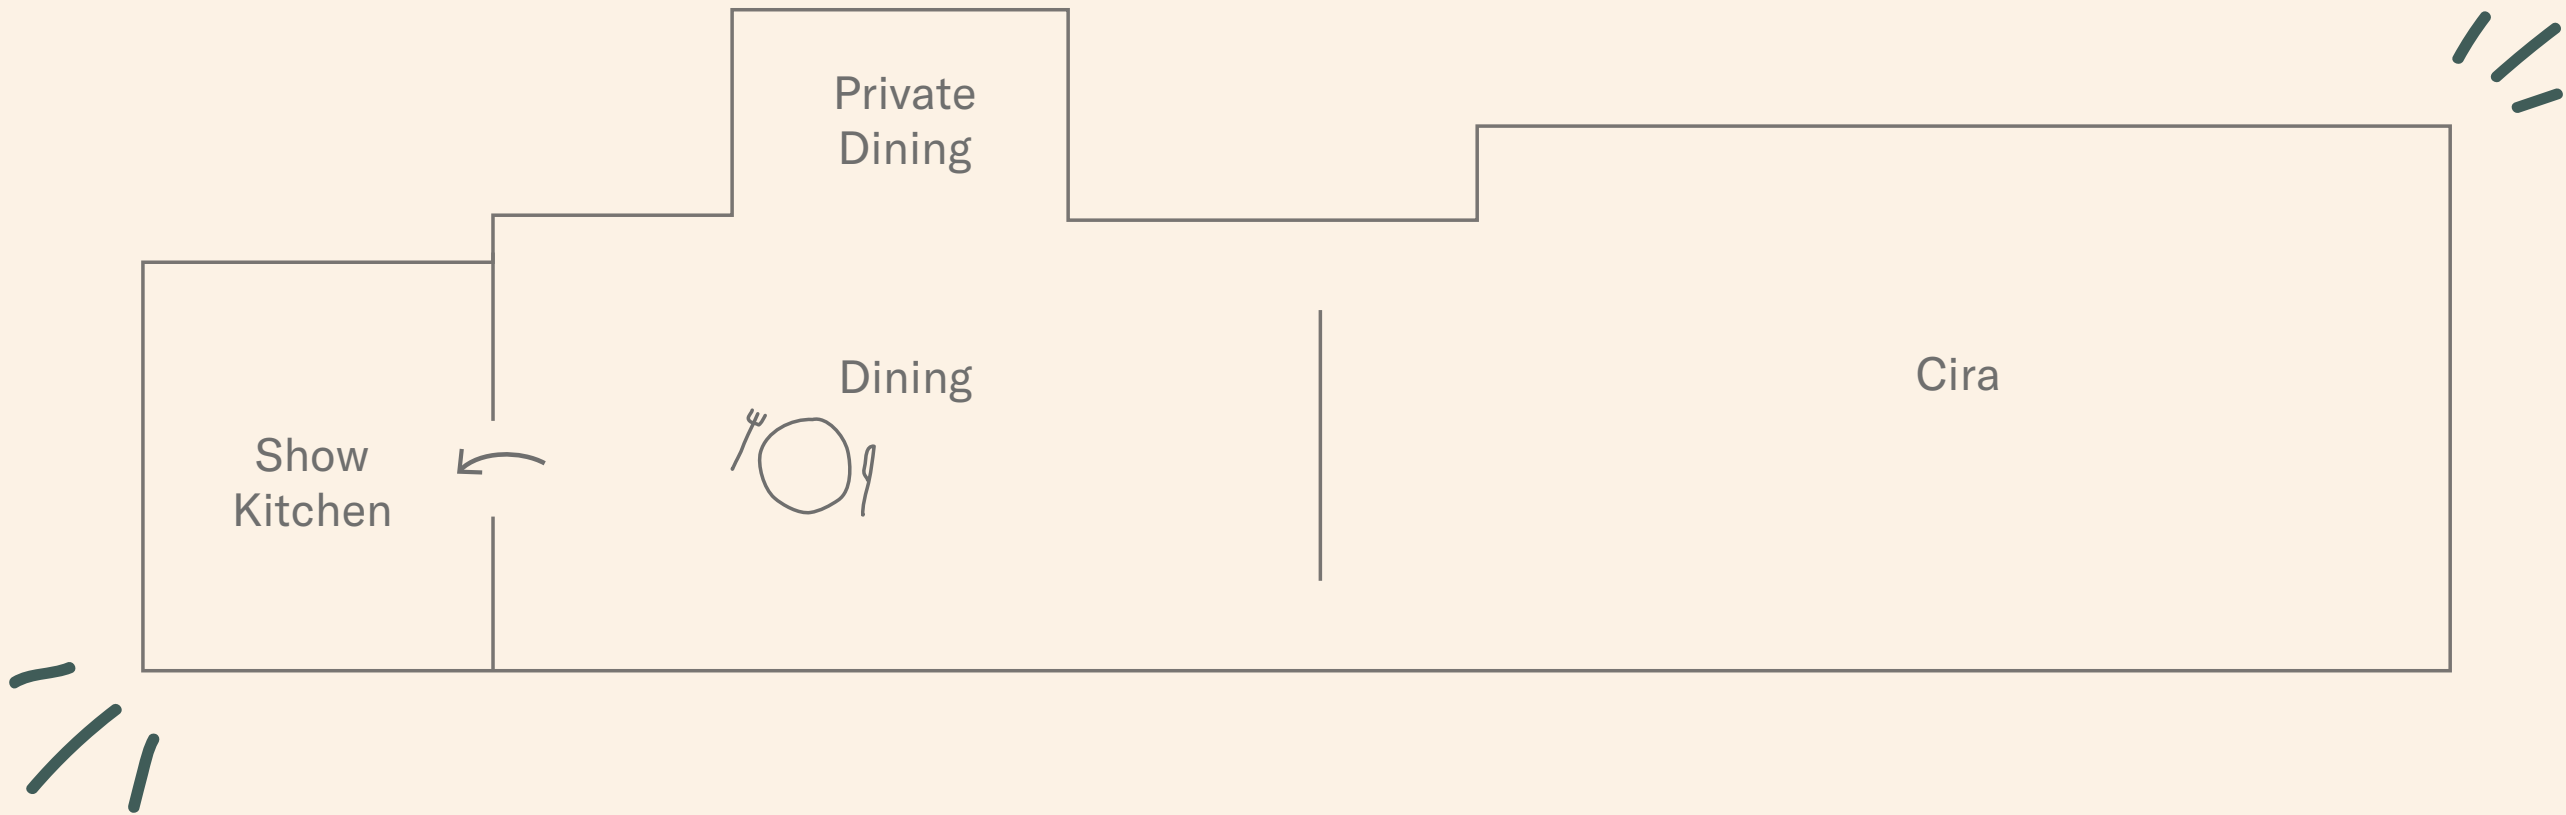 Private
Dining
Dining
Cira
Show
Kitchen